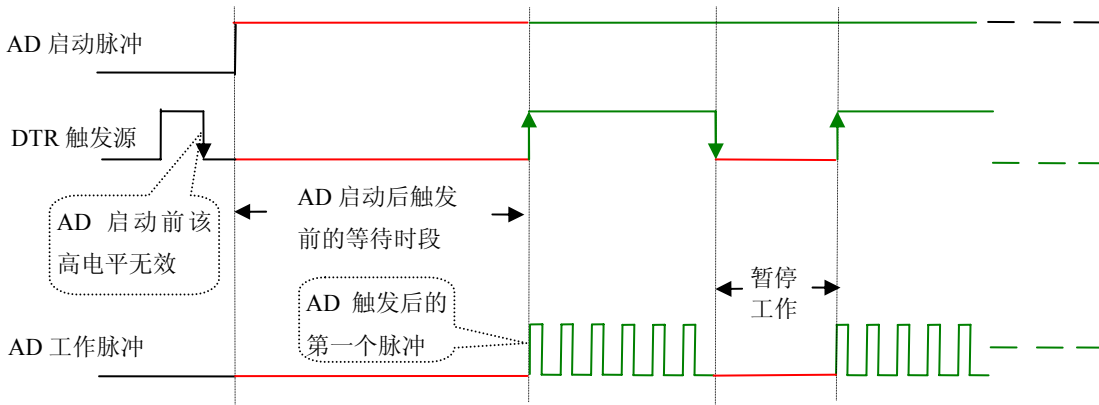 AD 启动脉冲
DTR 触发源
AD 启动前该
高电平无效
AD 启动后触发
前的等待时段
AD 触发后的
第一个脉冲
暂停
工作
AD 工作脉冲